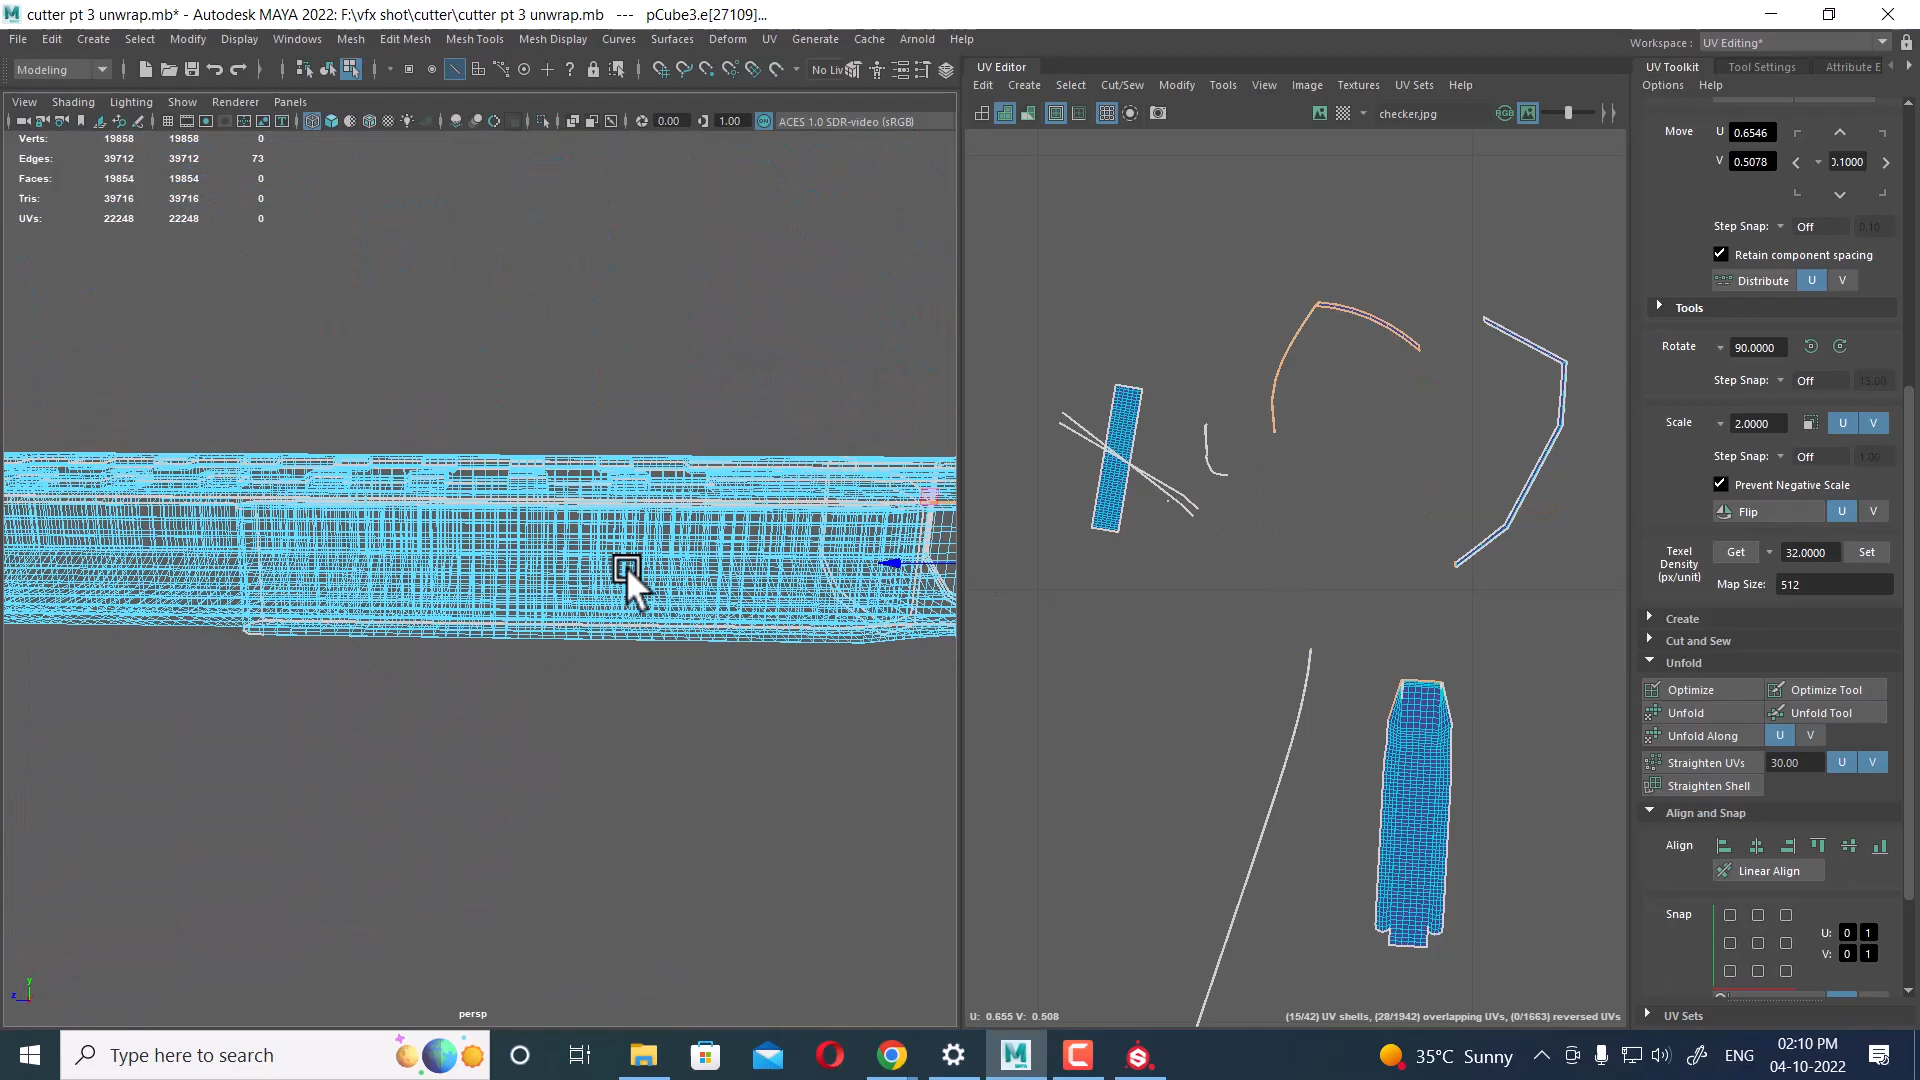 cutter pt 3 unwrap.mb* - Autodesk MAYA 2022: F:\vfx shot\cutter\cutter pt 3 unwrap.mb --- pCube3.e[27109]...
File Edit Create Select Modify Display Windows Mesh Edit Mesh Mesh Tools Mesh Display Curves Surfaces Deform UV Generate Cache Arnold Help
Workspace : UV Editing*
Modeling No Liv
UV Editor
UV Toolkit Tool Settings Attribute E
Edit Create Select Cut/Sew Modify Tools View Image Textures UV Sets Help
Options Help
View Shading Lighting Show Renderer Panels
checker.jpg
0.00 1.00 ACES 1.0 SDR-video (sRGB)
Verts: 19858 19858 0
Edges: 39712 39712 73
Faces: 19854 19854 0
Tris: 39716 39716 0
UVs: 22248 22248 0
Move U 0.6546
V 0.5078 0.1000
Step Snap: Off 0.10
Retain component spacing
Distribute U V
Tools
Rotate 90.0000
Step Snap: Off 15.00
Scale 2.0000 U V
Step Snap: Off 1.00
Prevent Negative Scale
Flip U V
Texel Density (px/unit) Get 32.0000 Set
Map Size: 512
Create
Cut and Sew
Unfold
Optimize Optimize Tool
Unfold Unfold Tool
Unfold Along U V
Straighten UVs 30.00 U V
Straighten Shell
Align and Snap
Align
Linear Align
Snap
U: 0 1
V: 0 1
UV Sets
y
z
persp
U: 0.655 V: 0.508
(15/42) UV shells, (28/1942) overlapping UVs, (0/1663) reversed UVs
Type here to search
35°C Sunny
ENG
02:10 PM
04-10-2022